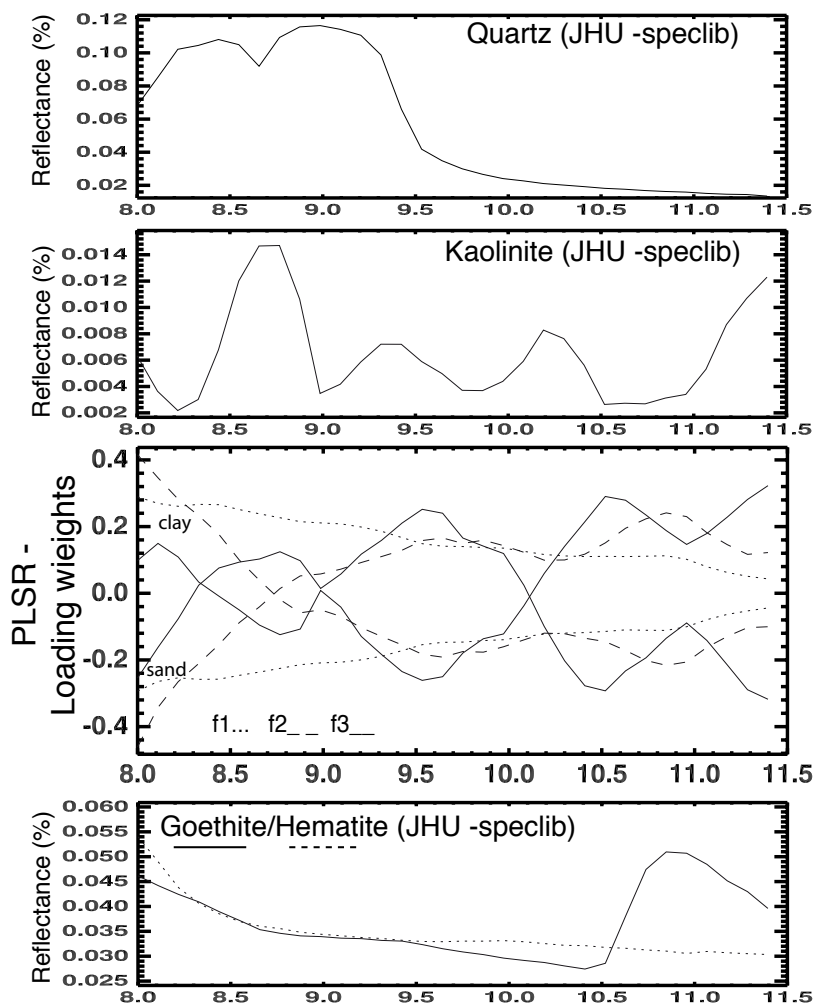 Quartz (JHU -speclib)
Reflectance (%)
0.12
0.10
0.08
0.06
0.04
0.02
8.0 8.5 9.0 9.5 10.0 10.5 11.0 11.5
Kaolinite (JHU -speclib)
Reflectance (%)
0.014
0.012
0.010
0.008
0.006
0.004
0.002
8.0 8.5 9.0 9.5 10.0 10.5 11.0 11.5
PLSR -
Loading wieights
0.4
0.2
0.0
-0.2
-0.4
clay
sand
f1... f2_ _ f3__
8.0 8.5 9.0 9.5 10.0 10.5 11.0 11.5
Goethite/Hematite (JHU -speclib)
Reflectance (%)
0.060
0.055
0.050
0.045
0.040
0.035
0.030
0.025
8.0 8.5 9.0 9.5 10.0 10.5 11.0 11.5